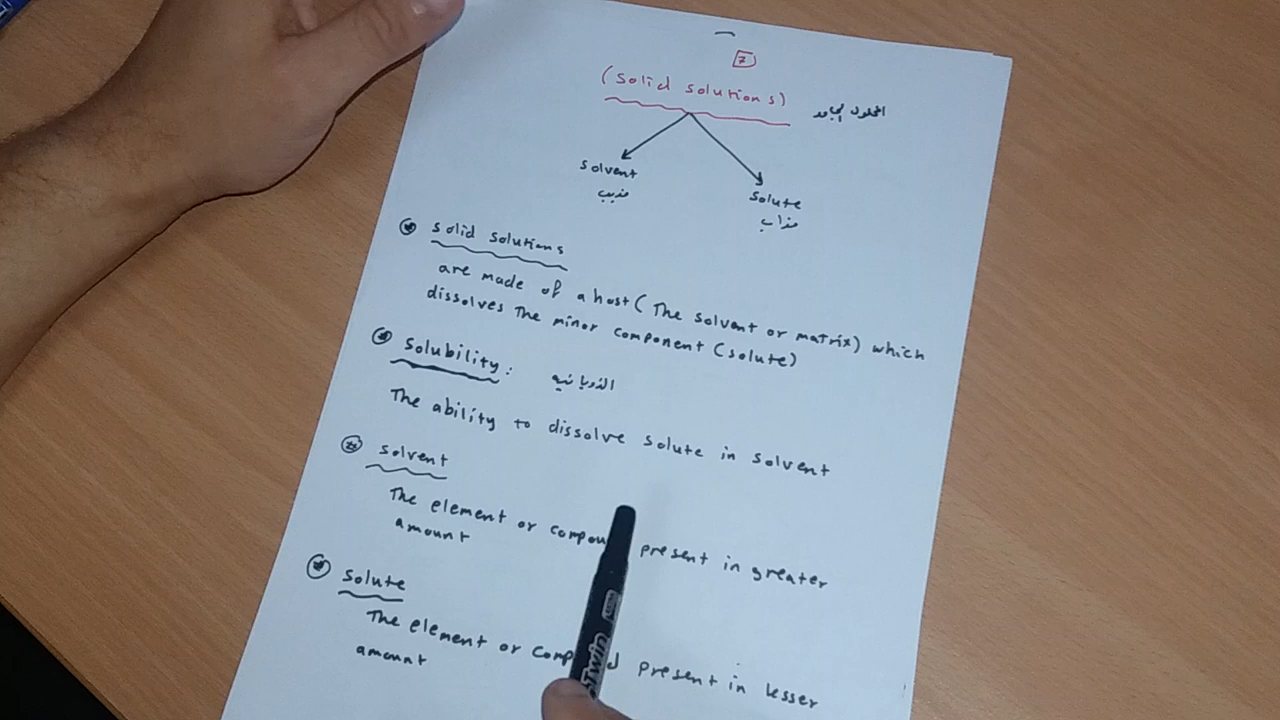 7
(Solid Solutions) المحلول الجامد
Solvent
مذيب
Solute
مذاب
Solid Solutions
are made of a host (The solvent or matrix) which
dissolves The minor component (solute)
Solubility: الذوبانيه
The ability to dissolve solute in solvent
Solvent
The element or compou present in greater
amount
Solute
The element or comp d present in lesser
amount
Twin